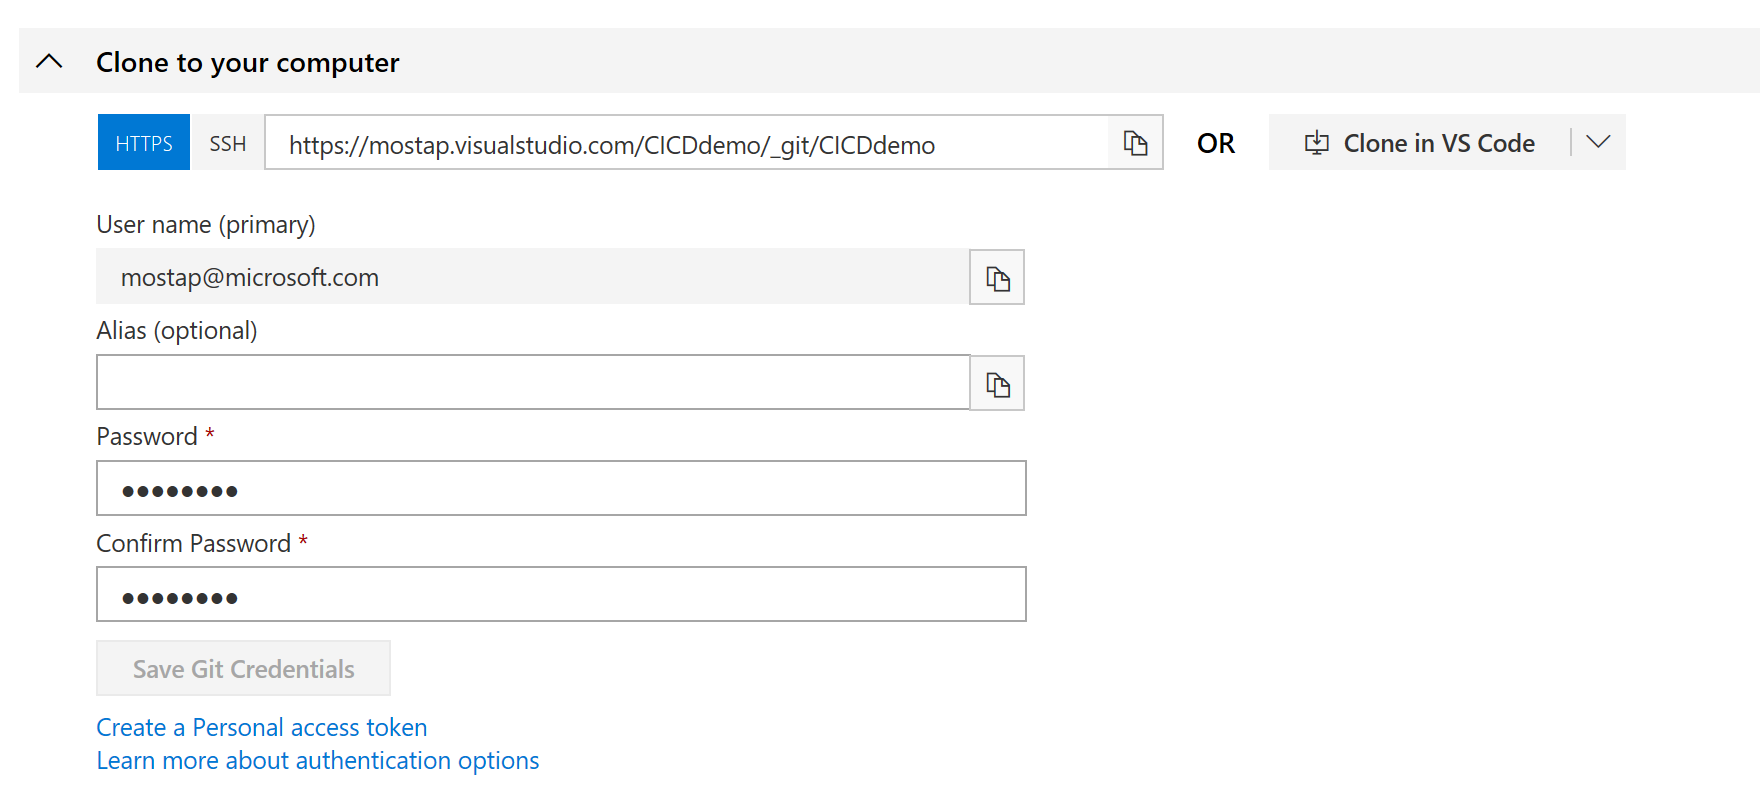 Clone to your computer
HTTPS SSH https://mostap.visualstudio.com/CICDdemo/_git/CICDdemo OR Clone in VS Code
User name (primary)
mostap@microsoft.com
Alias (optional)
Password *
••••••••
Confirm Password *
••••••••
Save Git Credentials
Create a Personal access token
Learn more about authentication options